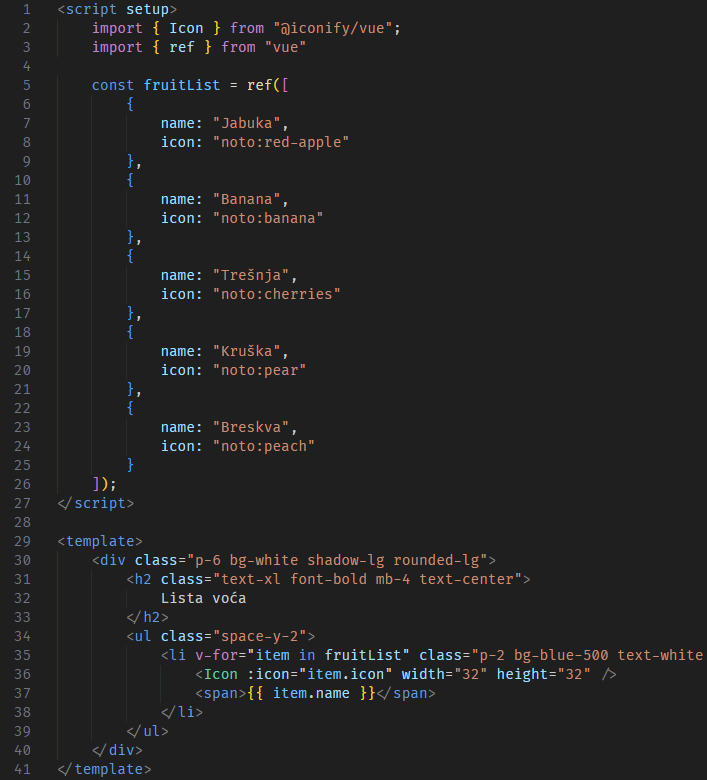 1 <script setup>
2     import { Icon } from "@iconify/vue";
3     import { ref } from "vue"
4
5     const fruitList = ref([
6         {
7             name: "Jabuka",
8             icon: "noto:red-apple"
9         },
10         {
11             name: "Banana",
12             icon: "noto:banana"
13         },
14         {
15             name: "Trešnja",
16             icon: "noto:cherries"
17         },
18         {
19             name: "Kruška",
20             icon: "noto:pear"
21         },
22         {
23             name: "Breskva",
24             icon: "noto:peach"
25         }
26     ]);
27 </script>
28
29 <template>
30     <div class="p-6 bg-white shadow-lg rounded-lg">
31         <h2 class="text-xl font-bold mb-4 text-center">
32             Lista voća
33         </h2>
34         <ul class="space-y-2">
35             <li v-for="item in fruitList" class="p-2 bg-blue-500 text-white
36                 <Icon :icon="item.icon" width="32" height="32" />
37                 <span>{{ item.name }}</span>
38             </li>
39         </ul>
40     </div>
41 </template>